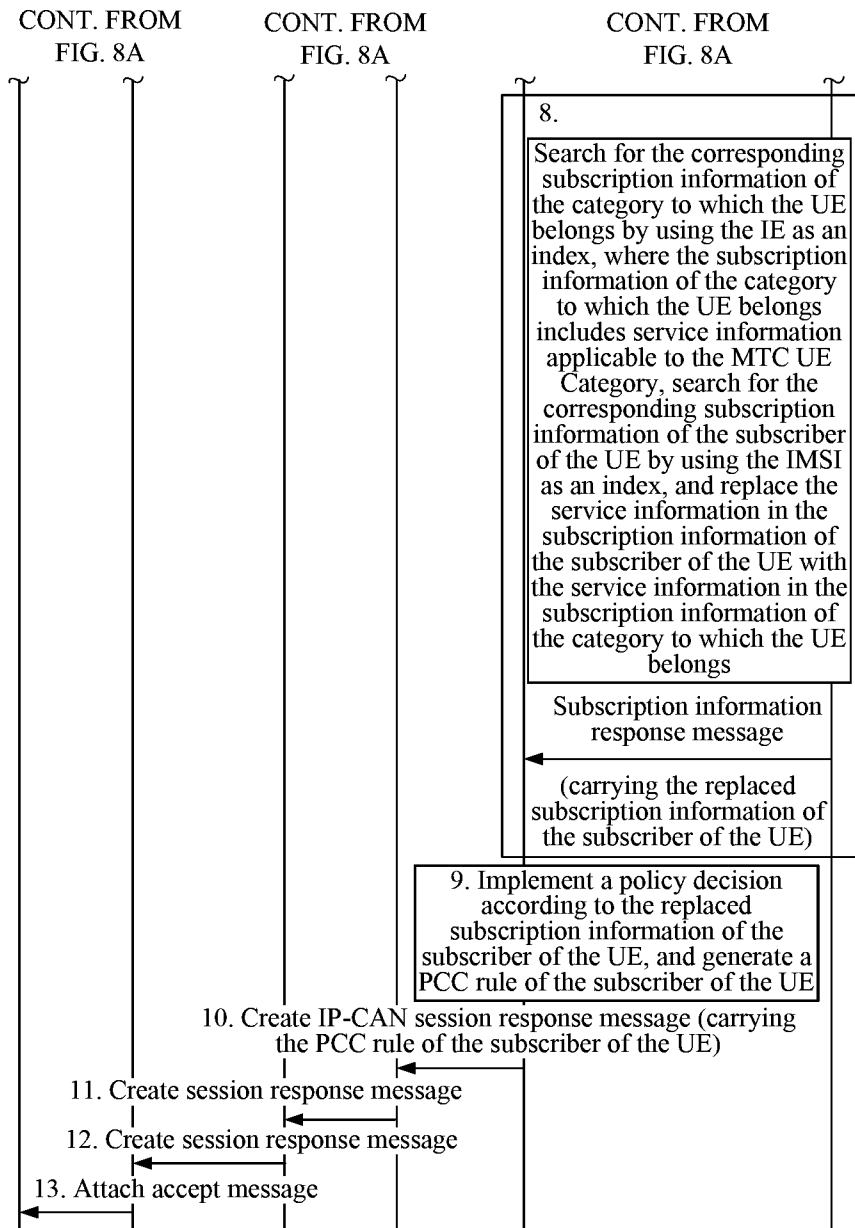 CONT. FROM
FIG. 8A
CONT. FROM
FIG. 8A
CONT. FROM
FIG. 8A
8.
Search for the corresponding
subscription information of
the category to which the UE
belongs by using the IE as an
index, where the subscription
information of the category
to which the UE belongs
includes service information
applicable to the MTC UE
Category, search for the
corresponding subscription
information of the subscriber
of the UE by using the IMSI
as an index, and replace the
service information in the
subscription information of
the subscriber of the UE with
the service information in the
subscription information of
the category to which the UE
belongs
Subscription information
response message
(carrying the replaced
subscription information of
the subscriber of the UE)
9. Implement a policy decision
according to the replaced
subscription information of the
subscriber of the UE, and generate a
PCC rule of the subscriber of the UE
10. Create IP-CAN session response message (carrying
the PCC rule of the subscriber of the UE)
11. Create session response message
12. Create session response message
13. Attach accept message